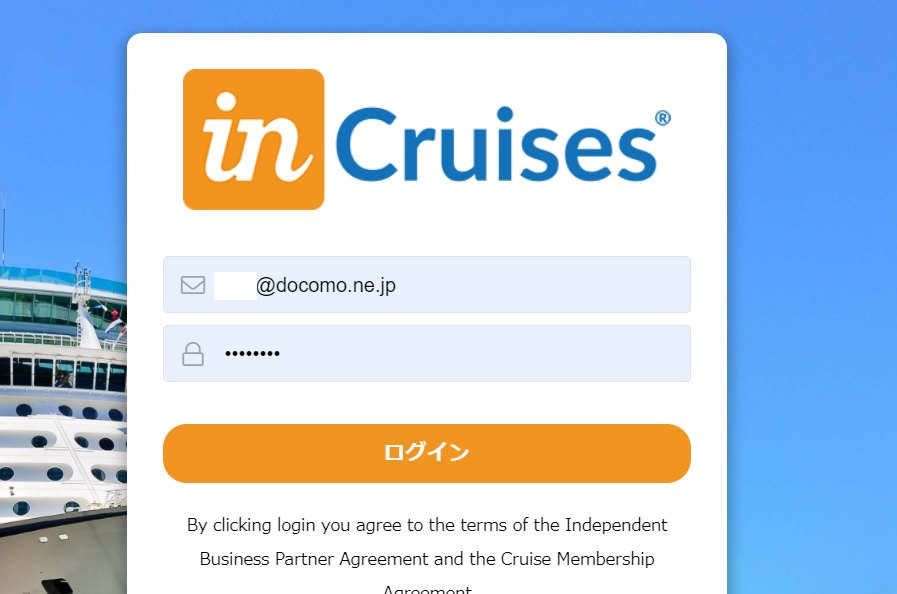 in Cruises®
@docomo.ne.jp
••••••••
ログイン
By clicking login you agree to the terms of the Independent
Business Partner Agreement and the Cruise Membership
Agreement